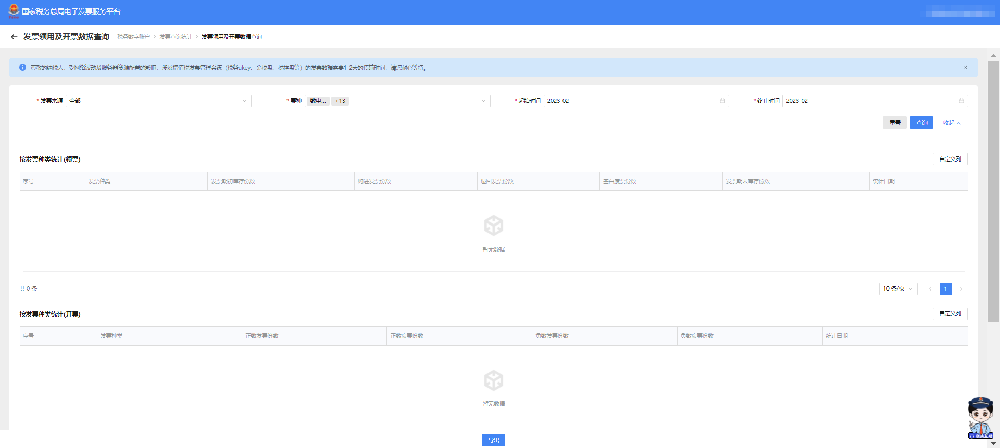 国家税务总局电子发票服务平台
发票领用及开票数据查询 税务数字账户 > 发票查询统计 > 发票领用及开票数据查询
尊敬的纳税人，受网络波动及服务器资源配置的影响，涉及增值税发票管理系统（税务ukey、金税盘、税控盘等）的发票数据需要1-2天的传输时间，请您耐心等待。 ×
* 发票来源 全部 * 票种 数电... +13 * 起始时间 2023-02 * 终止时间 2023-02
重置 查询 收起
按发票种类统计(领票) 自定义列
序号 发票种类 发票期初库存份数 购进发票份数 退回发票份数 空白废票份数 发票期末库存份数 统计日期
暂无数据
共 0 条 10 条/页 < 1 >
按发票种类统计(开票) 自定义列
序号 发票种类 正数发票份数 正数废票份数 负数发票份数 负数废票份数 统计日期
暂无数据
导出